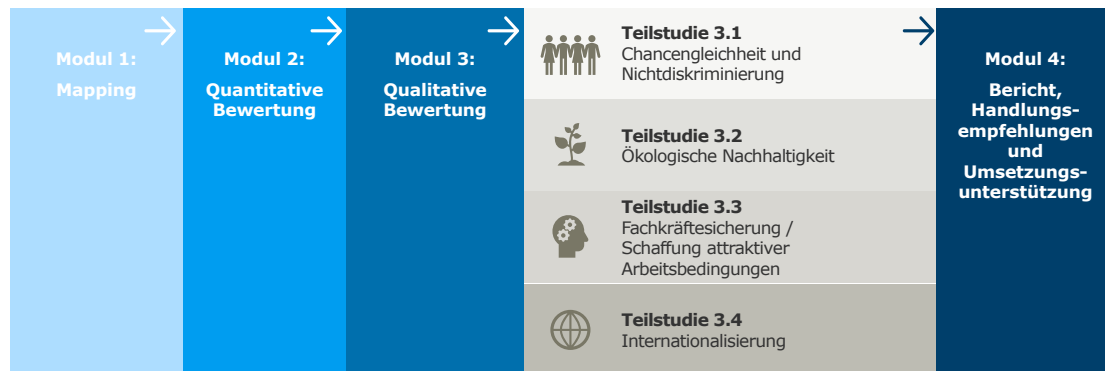 Modul 1:
Mapping
Modul 2:
Quantitative
Bewertung
Modul 3:
Qualitative
Bewertung
Teilstudie 3.1
Chancengleichheit und
Nichtdiskriminierung
Teilstudie 3.2
Ökologische Nachhaltigkeit
Teilstudie 3.3
Fachkräftesicherung /
Schaffung attraktiver
Arbeitsbedingungen
Teilstudie 3.4
Internationalisierung
Modul 4:
Bericht,
Handlungs-
empfehlungen
und
Umsetzungs-
unterstützung